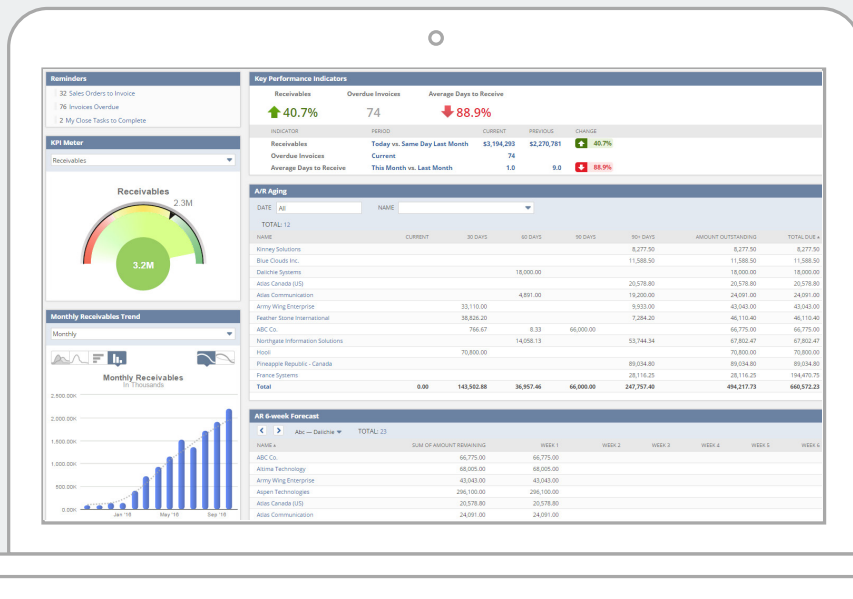 Reminders
32 Sales Orders to Invoice
76 Invoices Overdue
2 My Close Tasks to Complete
KPI Meter
Receivables
Receivables
2.3M
3.2M
Monthly Receivables Trend
Monthly
Monthly Receivables
In Thousands
2,500.00K
2,000.00K
1,500.00K
1,000.00K
500.00K
0.00K
Jan '16 May '16 Sep '16
Key Performance Indicators
Receivables Overdue Invoices Average Days to Receive
40.7% 74 88.9%
INDICATOR PERIOD CURRENT PREVIOUS CHANGE
Receivables Today vs. Same Day Last Month $3,194,293 $2,270,781 40.7%
Overdue Invoices Current 74
Average Days to Receive This Month vs. Last Month 1.0 9.0 88.9%
A/R Aging
DATE All NAME
TOTAL: 12
NAME CURRENT 30 DAYS 60 DAYS 90 DAYS 90+ DAYS AMOUNT OUTSTANDING TOTAL DUE
Kinney Solutions 8,277.50 8,277.50 8,277.50
Blue Clouds Inc. 11,588.50 11,588.50 11,588.50
Daiichie Systems 18,000.00 18,000.00 18,000.00
Atlas Canada (US) 20,578.80 20,578.80 20,578.80
Atlas Communication 4,891.00 19,200.00 24,091.00 24,091.00
Army Wing Enterprise 33,110.00 9,933.00 43,043.00 43,043.00
Feather Stone International 38,826.20 7,284.20 46,110.40 46,110.40
ABC Co. 766.67 8.33 66,000.00 66,775.00 66,775.00
Northgate Information Solutions 14,058.13 53,744.34 67,802.47 67,802.47
Hooli 70,800.00 70,800.00 70,800.00
Pineapple Republic - Canada 89,034.80 89,034.80 89,034.80
France Systems 28,116.25 28,116.25 194,470.75
Total 0.00 143,502.88 36,957.46 66,000.00 247,757.40 494,217.73 660,572.23
AR 6-week Forecast
Abc — Daiichie TOTAL: 23
NAME SUM OF AMOUNT REMAINING WEEK 1 WEEK 2 WEEK 3 WEEK 4 WEEK 5 WEEK 6
ABC Co. 66,775.00 66,775.00
Altima Technology 68,005.00 68,005.00
Army Wing Enterprise 43,043.00 43,043.00
Aspen Technologies 296,100.00 296,100.00
Atlas Canada (US) 20,578.80 20,578.80
Atlas Communication 24,091.00 24,091.00